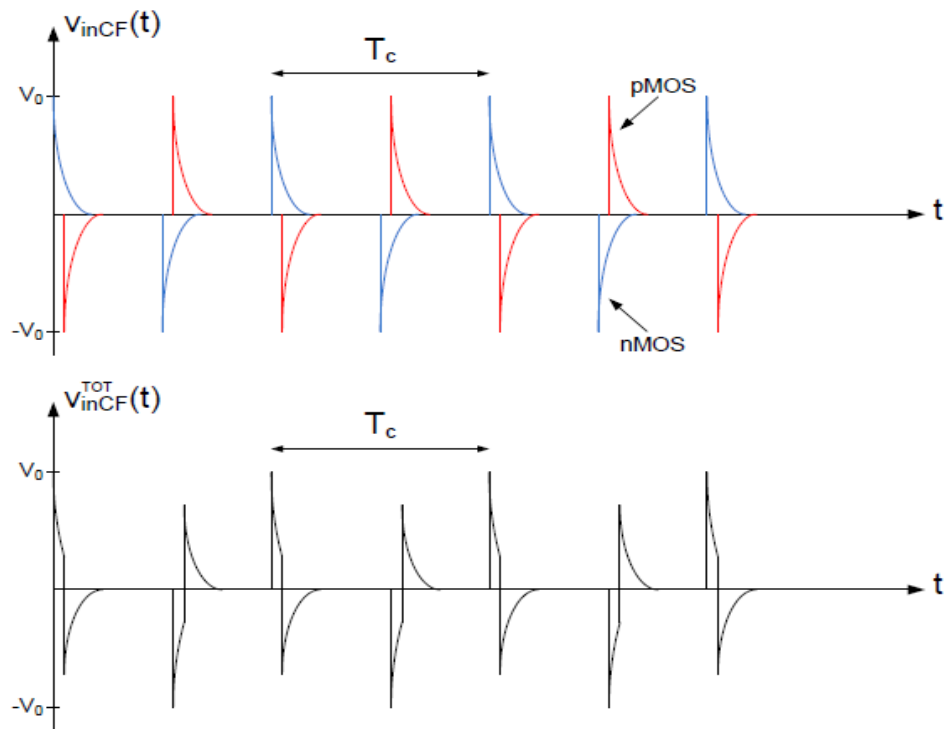 vinCF(t)
Tc
V0
pMOS
t
nMOS
-V0
vinCFTOT(t)
Tc
V0
t
-V0